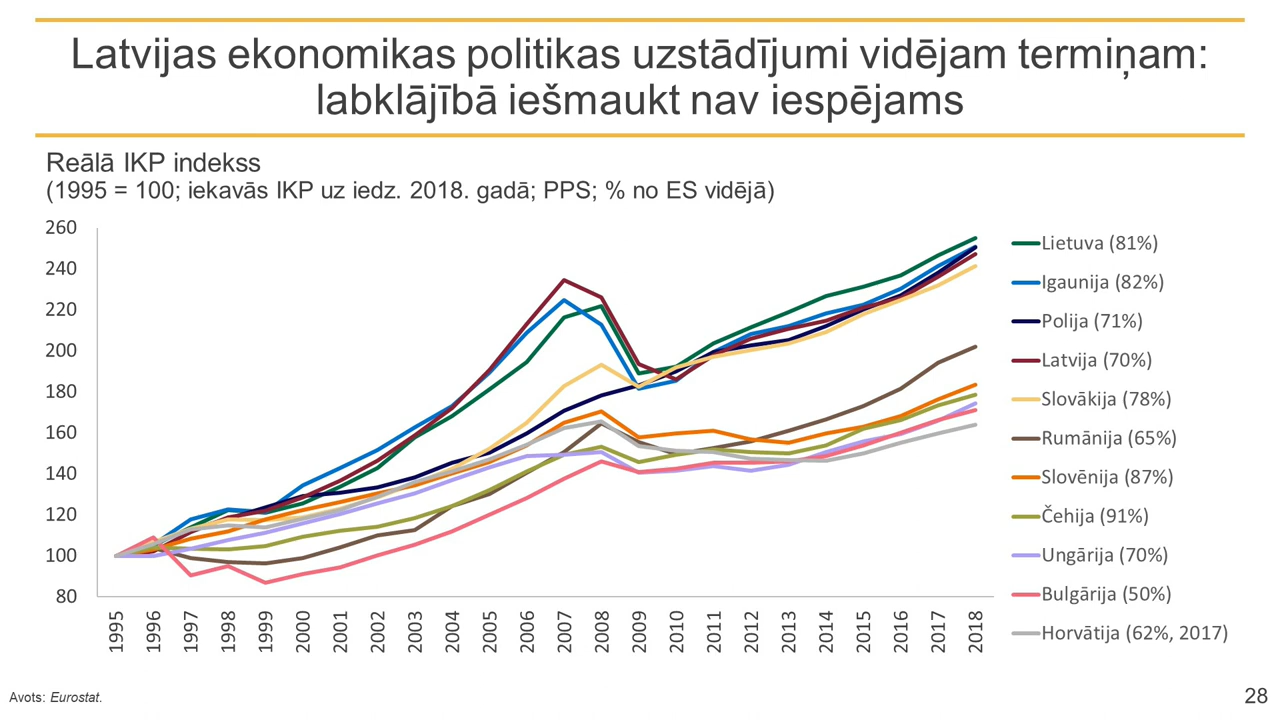 Latvijas ekonomikas politikas uzstādījumi vidējam termiņam:
labklājībā iešmaukt nav iespējams
Reālā IKP indekss
(1995 = 100; iekavās IKP uz iedz. 2018. gadā; PPS; % no ES vidējā)
260
240
220
200
180
160
140
120
100
80
1995
1996
1997
1998
1999
2000
2001
2002
2003
2004
2005
2006
2007
2008
2009
2010
2011
2012
2013
2014
2015
2016
2017
2018
Lietuva (81%)
Igaunija (82%)
Polija (71%)
Latvija (70%)
Slovākija (78%)
Rumānija (65%)
Slovēnija (87%)
Čehija (91%)
Ungārija (70%)
Bulgārija (50%)
Horvātija (62%, 2017)
Avots: Eurostat.
28